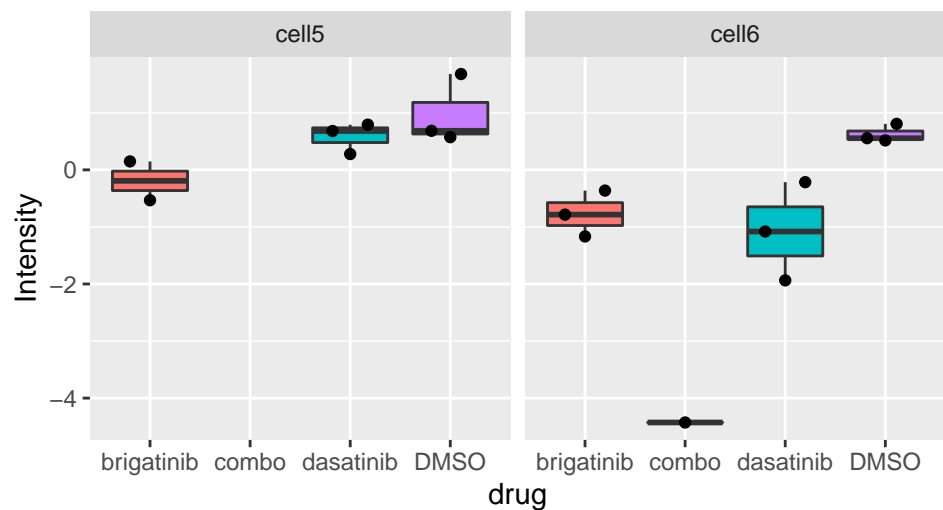 cell5 cell6
Intensity
0
−2
−4
brigatinib combo dasatinib DMSO brigatinib combo dasatinib DMSO
drug